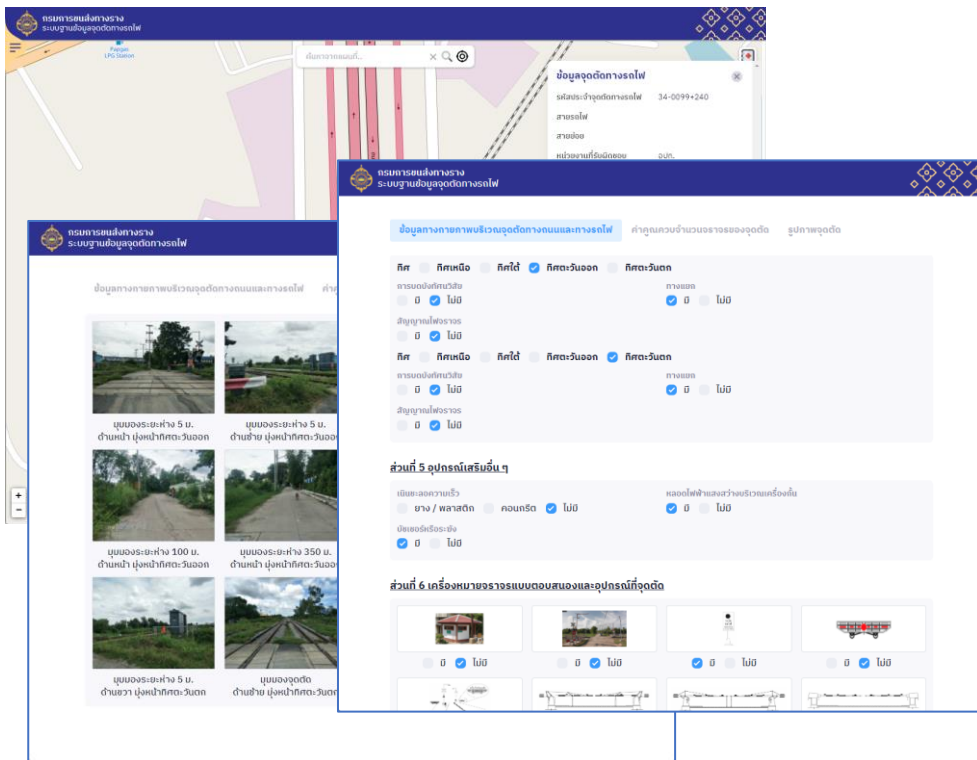 กรมการขนส่งทางราง
ระบบฐานข้อมูลจุดตัดทางรถไฟ
Papngas
LPG Station
ค้นหาจากแผนที่...
ข้อมูลจุดตัดทางรถไฟ
รหัสประจำจุดตัดทางรถไฟ 34-0099+240
สายรถไฟ
สายย่อย
หน่วยงานที่รับผิดชอบ อปท.
+
−
กรมการขนส่งทางราง
ระบบฐานข้อมูลจุดตัดทางรถไฟ
ข้อมูลทางกายภาพบริเวณจุดตัดทางถนนและทางรถไฟ
มุมมองระยะห่าง 5 ม. มุมมองระยะห่าง 5 ม.
ด้านหน้า มุ่งหน้าทิศตะวันออก ด้านซ้าย มุ่งหน้าทิศตะวันออก
มุมมองระยะห่าง 100 ม. มุมมองระยะห่าง 350 ม.
ด้านหน้า มุ่งหน้าทิศตะวันออก ด้านหน้า มุ่งหน้าทิศตะวันออก
มุมมองระยะห่าง 5 ม. มุมมองจุดตัด
ด้านขวา มุ่งหน้าทิศตะวันตก ด้านซ้าย มุ่งหน้าทิศตะวันตก
กรมการขนส่งทางราง
ระบบฐานข้อมูลจุดตัดทางรถไฟ
ข้อมูลทางกายภาพบริเวณจุดตัดทางถนนและทางรถไฟ ค่าคูณควบจำนวนจราจรของจุดตัด รูปภาพจุดตัด
ทิศ ทิศเหนือ ทิศใต้ ทิศตะวันออก ทิศตะวันตก
การบดบังทัศนวิสัย ทางแยก
มี ไม่มี มี ไม่มี
สัญญาณไฟจราจร
มี ไม่มี
ทิศ ทิศเหนือ ทิศใต้ ทิศตะวันออก ทิศตะวันตก
การบดบังทัศนวิสัย ทางแยก
มี ไม่มี มี ไม่มี
สัญญาณไฟจราจร
มี ไม่มี
ส่วนที่ 5 อุปกรณ์เสริมอื่น ๆ
เนินชะลอความเร็ว หลอดไฟฟ้าแสงสว่างบริเวณเครื่องกั้น
ยาง / พลาสติก คอนกรีต ไม่มี มี ไม่มี
บัซเซอร์หรือระฆัง
มี ไม่มี
ส่วนที่ 6 เครื่องหมายจราจรแบบตอบสนองและอุปกรณ์ที่จุดตัด
มี ไม่มี มี ไม่มี มี ไม่มี มี ไม่มี